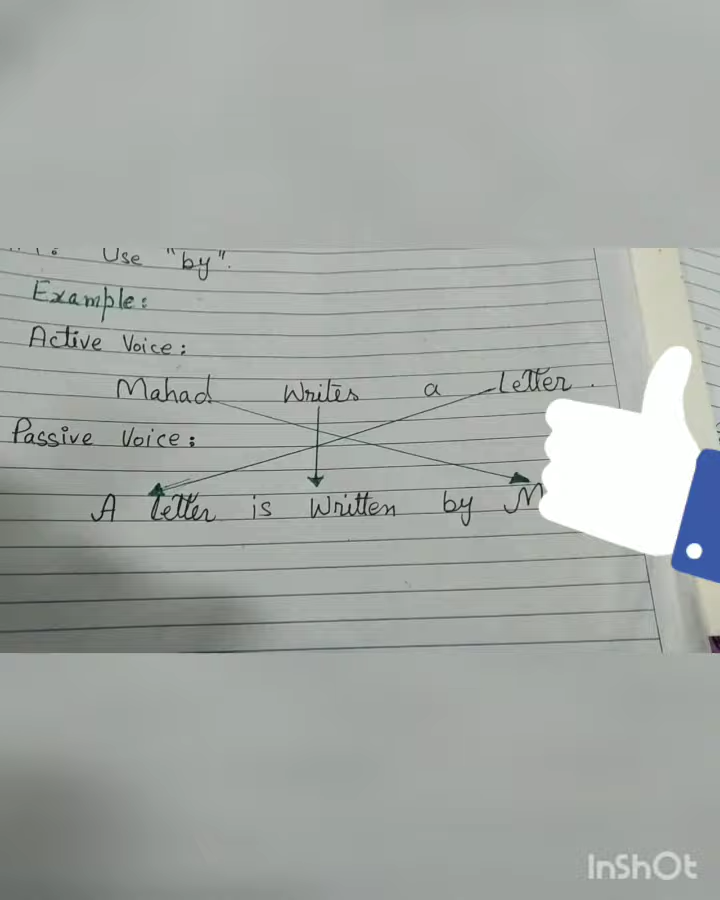 Use "by".
Example:
Active Voice:
Mahad Writes a letter.
Passive Voice:
A letter is Written by M
InShOt